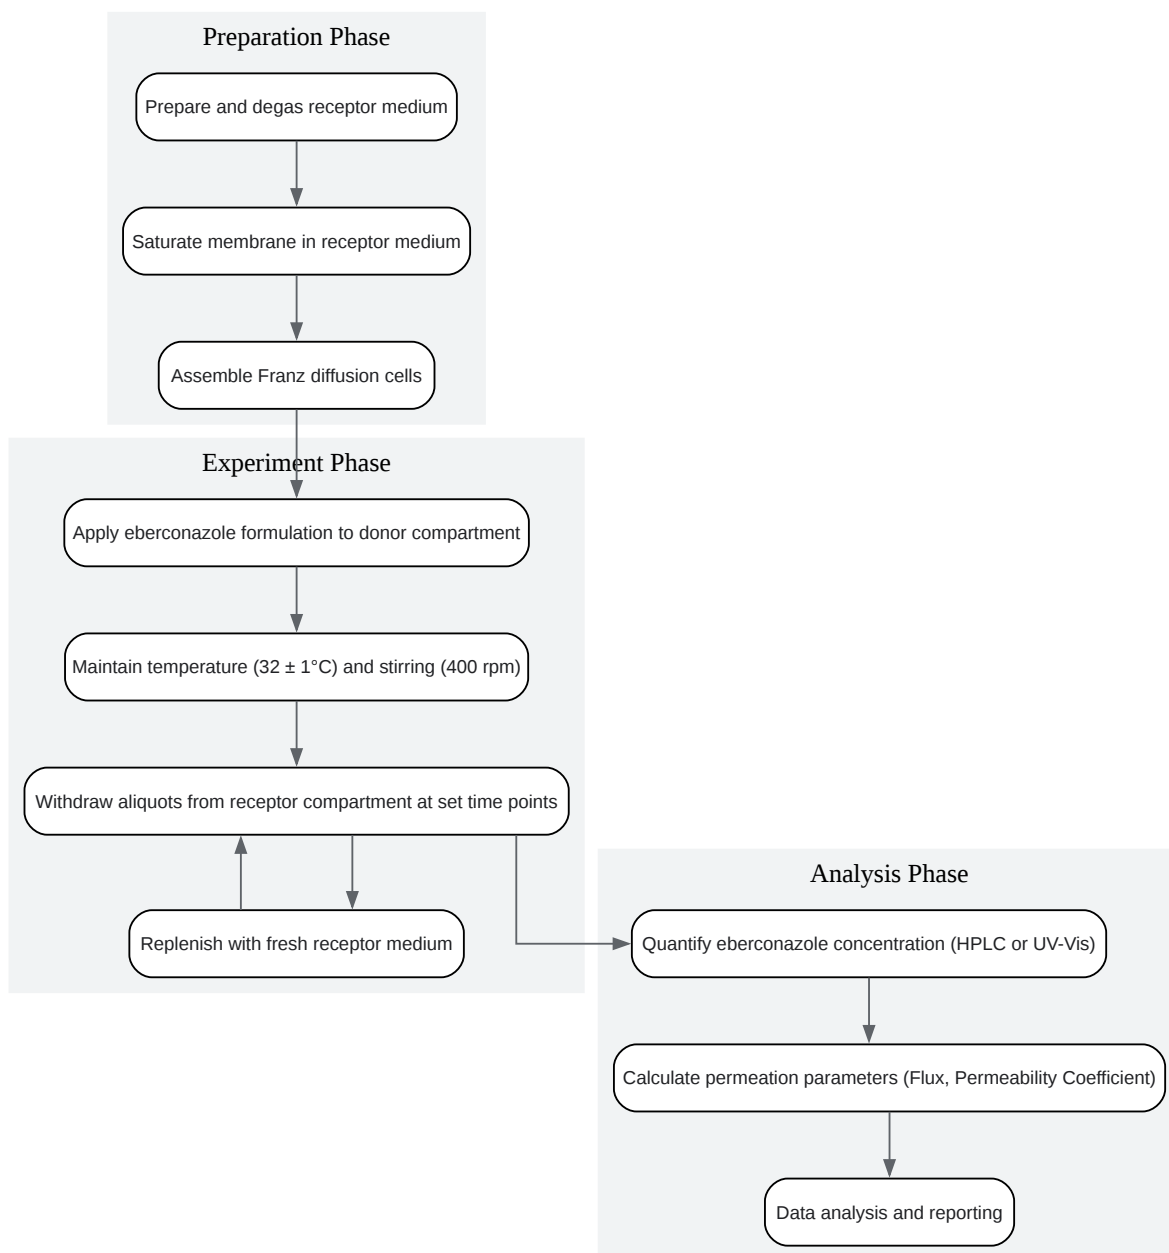 Preparation Phase
Prepare and degas receptor medium
Saturate membrane in receptor medium
Assemble Franz diffusion cells
Experiment Phase
Apply eberconazole formulation to donor compartment
Maintain temperature (32 ± 1°C) and stirring (400 rpm)
Withdraw aliquots from receptor compartment at set time points
Replenish with fresh receptor medium
Analysis Phase
Quantify eberconazole concentration (HPLC or UV-Vis)
Calculate permeation parameters (Flux, Permeability Coefficient)
Data analysis and reporting